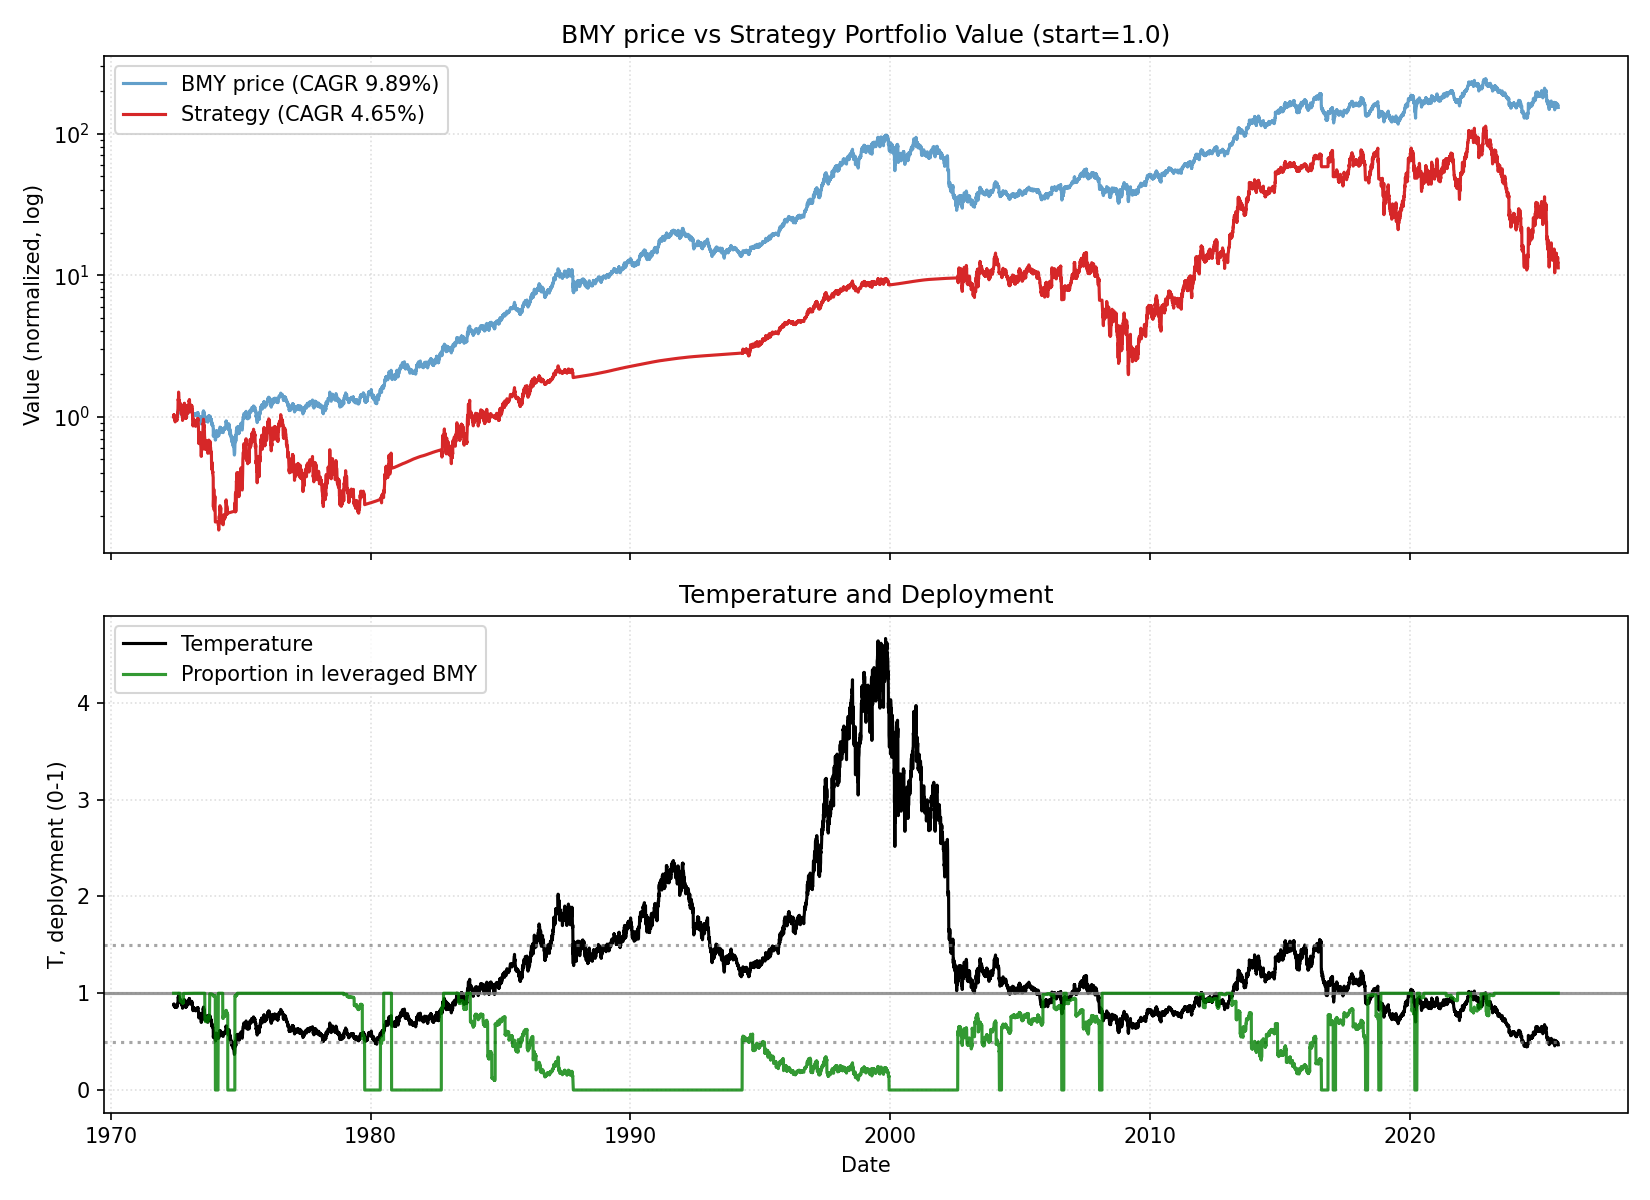 BMY price vs Strategy Portfolio Value (start=1.0)
BMY price (CAGR 9.89%)
Strategy (CAGR 4.65%)
Value (normalized, log)
10²
10¹
10⁰
Temperature and Deployment
Temperature
Proportion in leveraged BMY
T, deployment (0-1)
4
3
2
1
0
1970 1980 1990 2000 2010 2020
Date